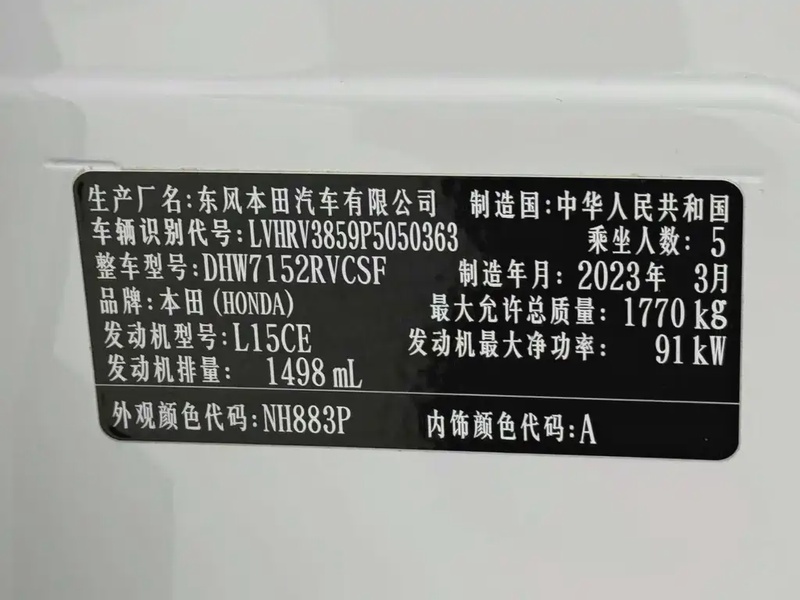 生产厂名:东风本田汽车有限公司 制造国:中华人民共和国
车辆识别代号:LVHRV3859P5050363 乘坐人数:5
整车型号:DHW7152RVCSF 制造年月:2023年 3月
品牌:本田(HONDA) 最大允许总质量:1770kg
发动机型号:L15CE 发动机最大净功率: 91kW
发动机排量: 1498mL
外观颜色代码:NH883P 内饰颜色代码:A